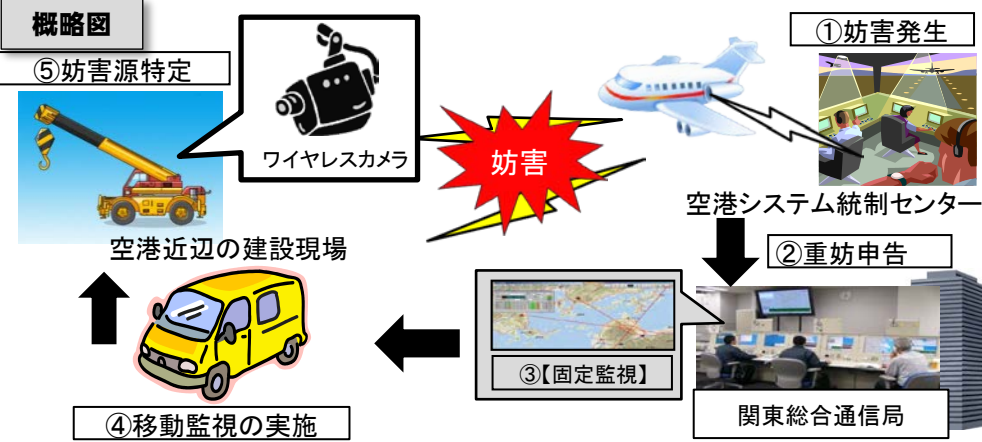 概略図
①妨害発生
⑤妨害源特定
ワイヤレスカメラ
妨害
空港システム統制センター
空港近辺の建設現場
②重妨申告
③【固定監視】
関東総合通信局
④移動監視の実施